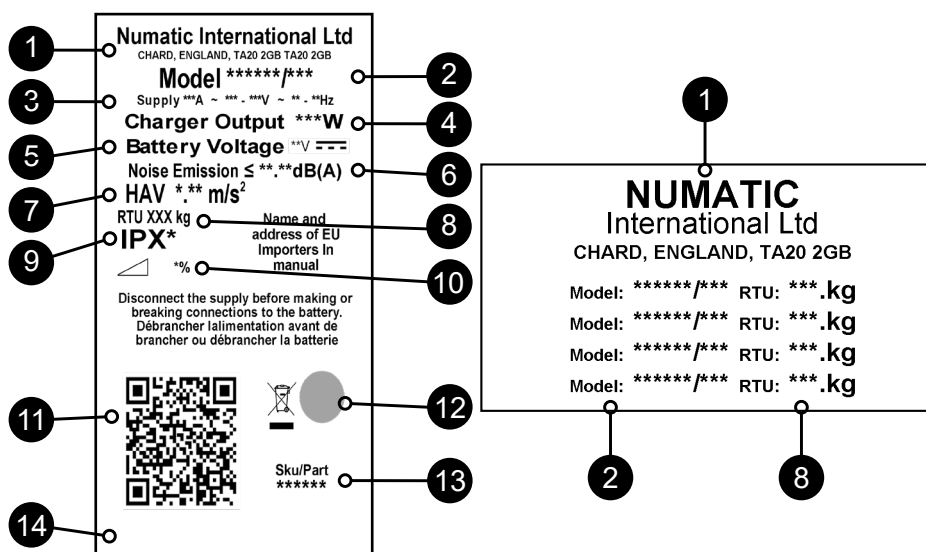 Numatic International Ltd
CHARD, ENGLAND, TA20 2GB TA20 2GB
1
Model ******/***
2
3
Supply ***A ~ *** - ***V ~ ** - **Hz
Charger Output ***W
4
5
Battery Voltage **V
Noise Emission ≤ **.**dB(A)
6
7
HAV *.** m/s²
RTU XXX kg
8
9
IPX*
Name and
address of EU
Importers In
manual
*%
10
Disconnect the supply before making or
breaking connections to the battery.
Débrancher lalimentation avant de
brancher ou débrancher la batterie
11
12
Sku/Part
******
13
14
1
NUMATIC
International Ltd
CHARD, ENGLAND, TA20 2GB
Model: ******/*** RTU: ***.kg
Model: ******/*** RTU: ***.kg
Model: ******/*** RTU: ***.kg
Model: ******/*** RTU: ***.kg
2
8